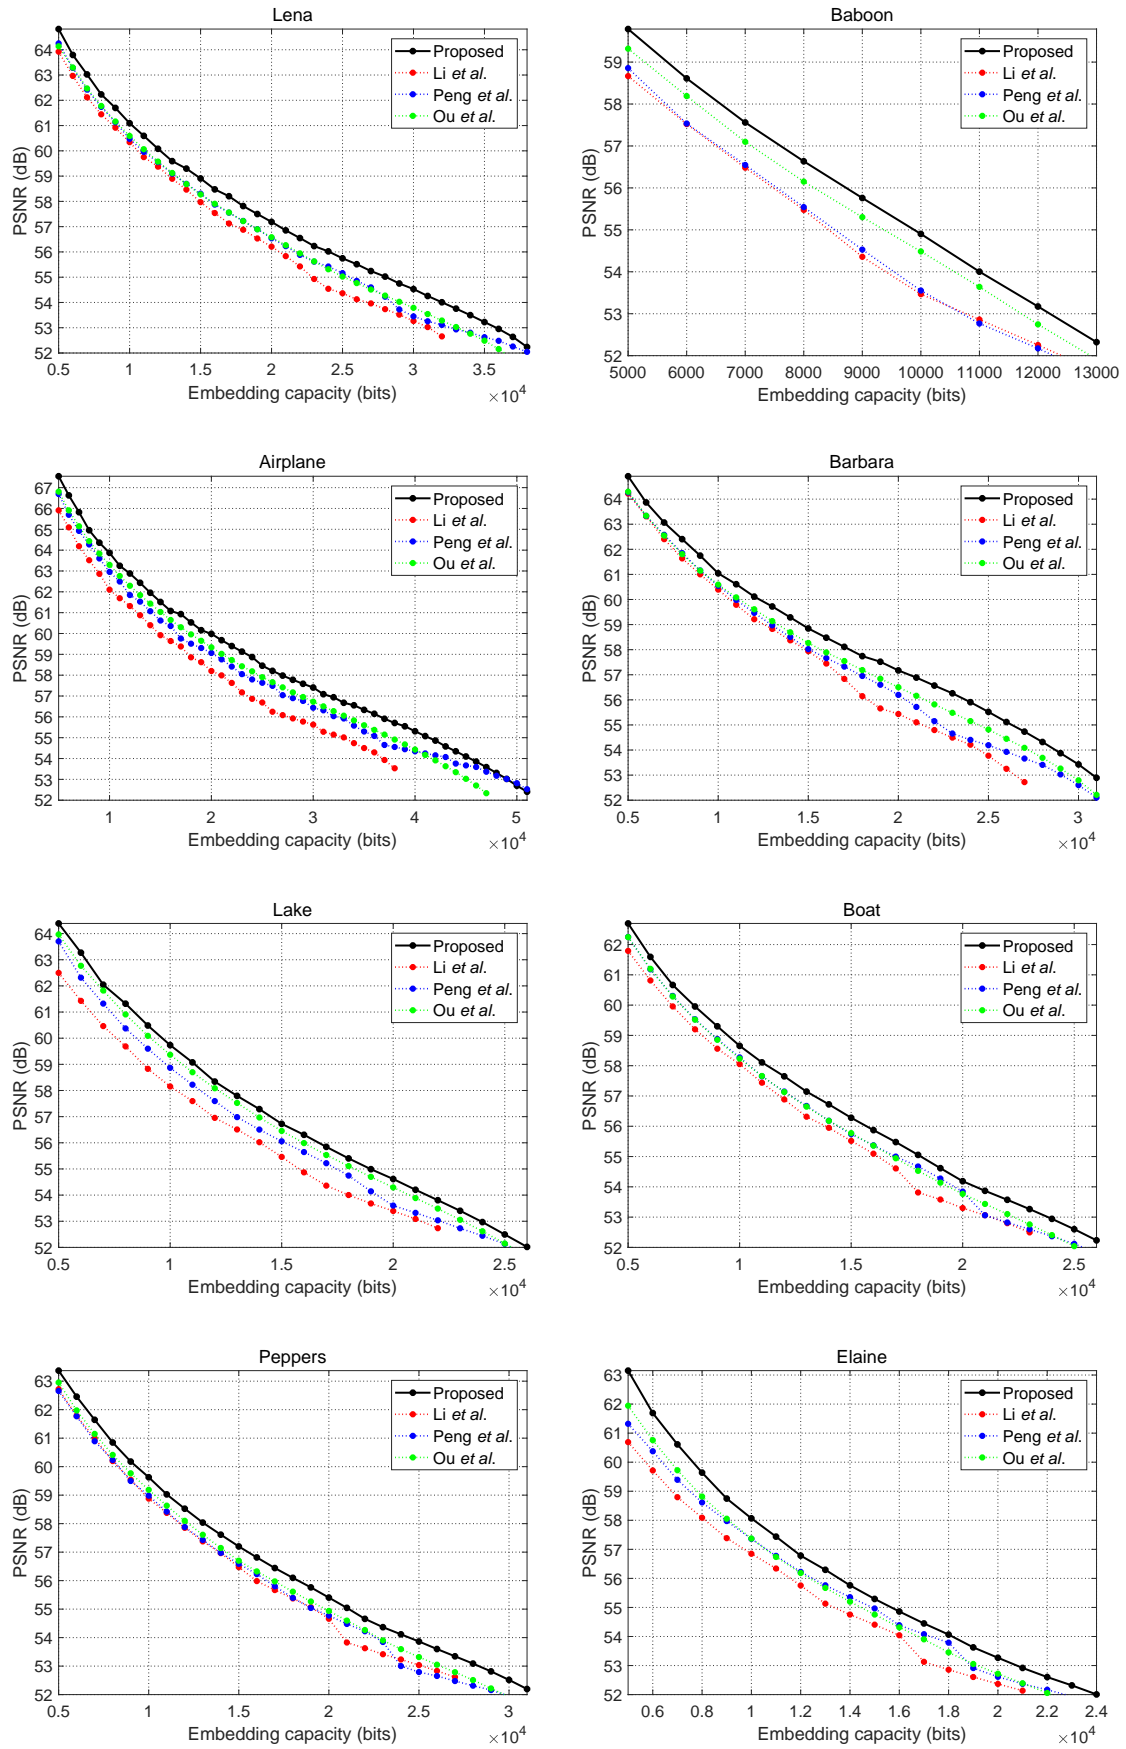 Lena
PSNR (dB)
64
63
62
61
60
59
58
57
56
55
54
53
52
Proposed
Li et al.
Peng et al.
Ou et al.
0.5 1 1.5 2 2.5 3 3.5
Embedding capacity (bits)
×10^4
Baboon
PSNR (dB)
59
58
57
56
55
54
53
52
Proposed
Li et al.
Peng et al.
Ou et al.
5000 6000 7000 8000 9000 10000 11000 12000 13000
Embedding capacity (bits)
Airplane
PSNR (dB)
67
66
65
64
63
62
61
60
59
58
57
56
55
54
53
52
Proposed
Li et al.
Peng et al.
Ou et al.
1 2 3 4 5
Embedding capacity (bits)
×10^4
Barbara
PSNR (dB)
64
63
62
61
60
59
58
57
56
55
54
53
52
Proposed
Li et al.
Peng et al.
Ou et al.
0.5 1 1.5 2 2.5 3
Embedding capacity (bits)
×10^4
Lake
PSNR (dB)
64
63
62
61
60
59
58
57
56
55
54
53
52
Proposed
Li et al.
Peng et al.
Ou et al.
0.5 1 1.5 2 2.5
Embedding capacity (bits)
×10^4
Boat
PSNR (dB)
62
61
60
59
58
57
56
55
54
53
52
Proposed
Li et al.
Peng et al.
Ou et al.
0.5 1 1.5 2 2.5
Embedding capacity (bits)
×10^4
Peppers
PSNR (dB)
63
62
61
60
59
58
57
56
55
54
53
52
Proposed
Li et al.
Peng et al.
Ou et al.
0.5 1 1.5 2 2.5 3
Embedding capacity (bits)
×10^4
Elaine
PSNR (dB)
63
62
61
60
59
58
57
56
55
54
53
52
Proposed
Li et al.
Peng et al.
Ou et al.
0.6 0.8 1 1.2 1.4 1.6 1.8 2 2.2 2.4
Embedding capacity (bits)
×10^4